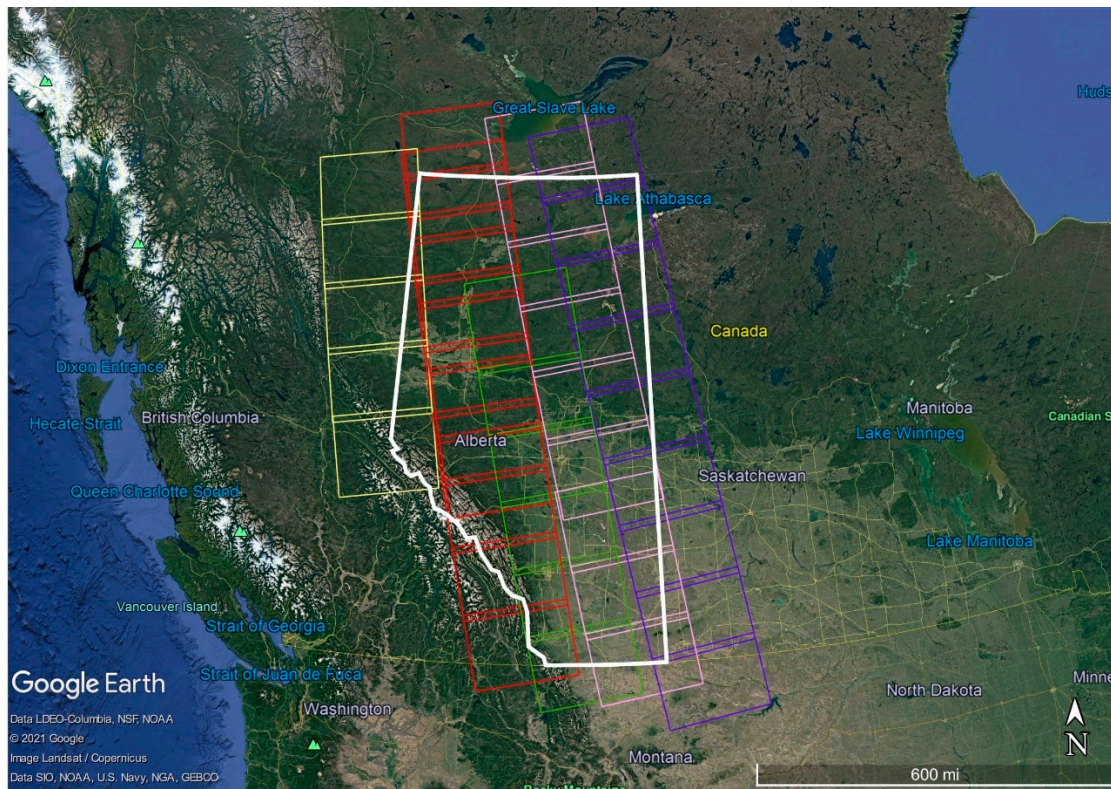 Great Slave Lake
Huds
Lake Athabasca
Canada
Dixon Entrance
Hecate Strait
British Columbia
Alberta
Manitoba
Canadian S
Lake Winnipeg
Saskatchewan
Queen Charlotte Sound
Lake Manitoba
Vancouver Island
Strait of Georgia
Strait of Juan de Fuca
Google Earth
Washington
North Dakota
Minne
Data LDEO-Columbia, NSF, NOAA
© 2021 Google
Image Landsat / Copernicus
Data SIO, NOAA, U.S. Navy, NGA, GEBCO
Montana
N
600 mi
Rocky Mountains